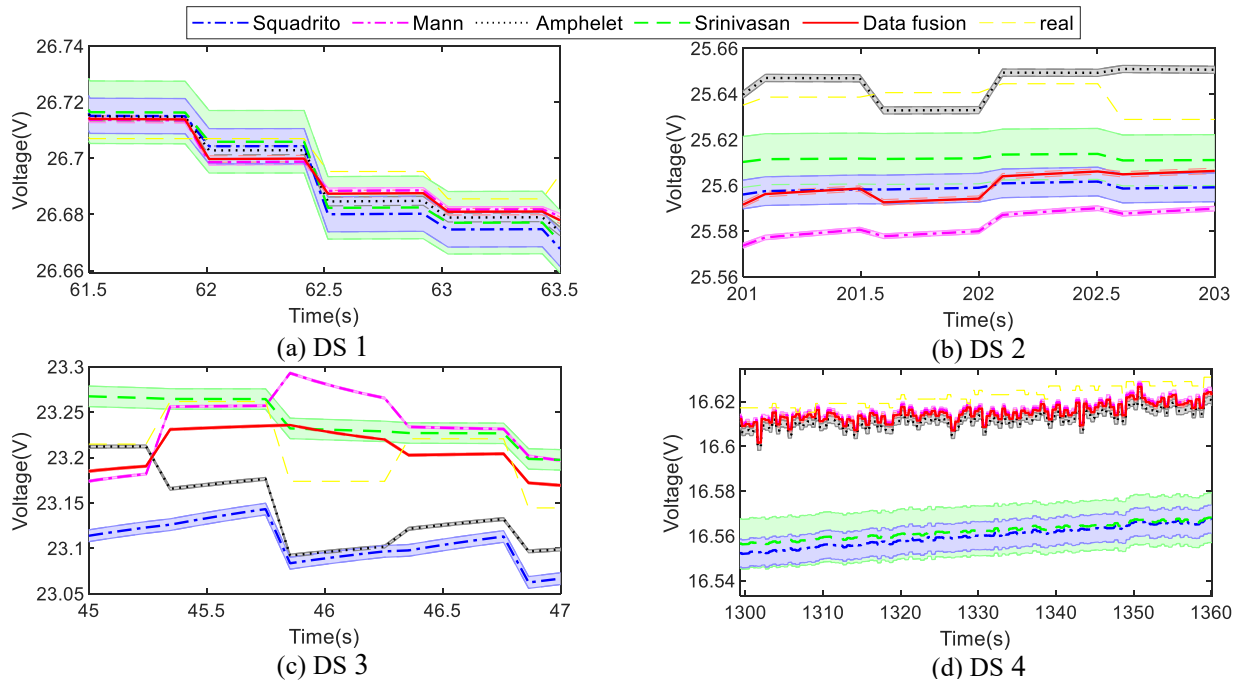 Squadrito Mann Amphelet Srinivasan Data fusion real
26.74
26.72
26.7
26.68
26.66
Voltage(V)
61.5 62 62.5 63 63.5
Time(s)
(a) DS 1
25.66
25.64
25.62
25.6
25.58
25.56
Voltage(V)
201 201.5 202 202.5 203
Time(s)
(b) DS 2
23.3
23.25
23.2
23.15
23.1
23.05
Voltage(V)
45 45.5 46 46.5 47
Time(s)
(c) DS 3
16.62
16.6
16.58
16.56
16.54
Voltage(V)
1300 1310 1320 1330 1340 1350 1360
Time(s)
(d) DS 4